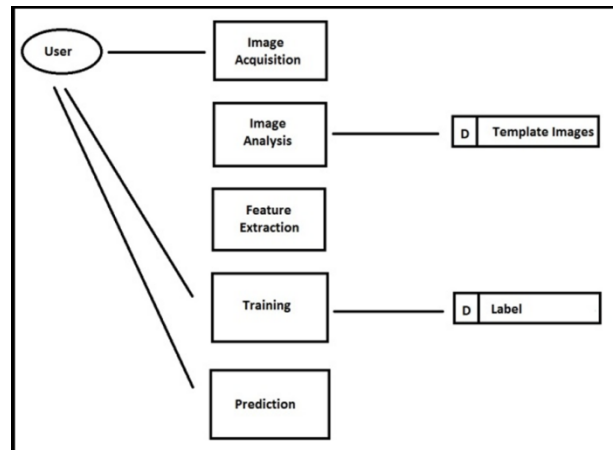 User
Image
Acquisition
Image
Analysis
D
Template Images
Feature
Extraction
Training
D
Label
Prediction